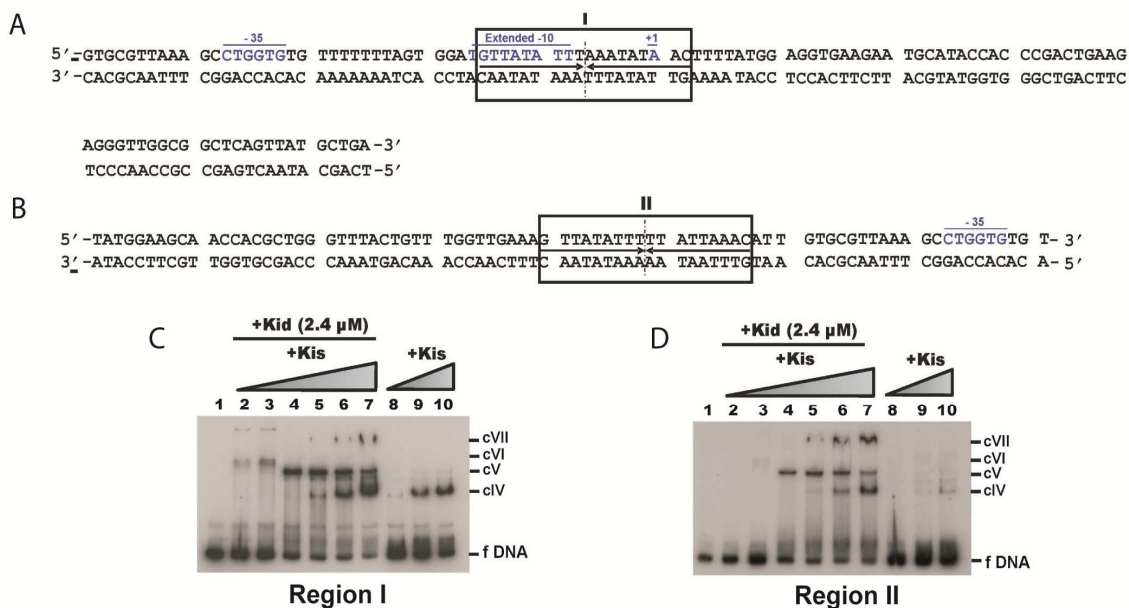 A
I
- 35
Extended -10
+1
5′-GTGCGTTAAA GCCTGGTGTG TTTTTTTAGT GGATGTTATA TTTAAATATA ACTTTTATGG AGGTGAAGAA TGCATACCAC CCGACTGAAG
3′-CACGCAATTT CGGACCACAC AAAAAAATCA CCTACAATAT AAATTTATAT TGAAAATACC TCCACTTCTT ACGTATGGTG GGCTGACTTC
AGGGTTGGCG GCTCAGTTAT GCTGA-3′
TCCCAACCGC CGAGTCAATA CGACT-5′
B
II
- 35
5′-TATGGAAGCA ACCACGCTGG GTTTACTGTT TGGTTGAAAG TTATATTTTT ATTAAACATT GTGCGTTAAA GCCTGGTGTG T-3′
3′-ATACCTTCGT TGGTGCGACC CAAATGACAA ACCAACTTTC AATATAAAAA TAATTTGTAA CACGCAATTT CGGACCACAC A-5′
C
+Kid (2.4 µM)
+Kis
+Kis
1 2 3 4 5 6 7 8 9 10
cVII
cVI
cV
cIV
f DNA
Region I
D
+Kid (2.4 µM)
+Kis
+Kis
1 2 3 4 5 6 7 8 9 10
cVII
cVI
cV
cIV
f DNA
Region II